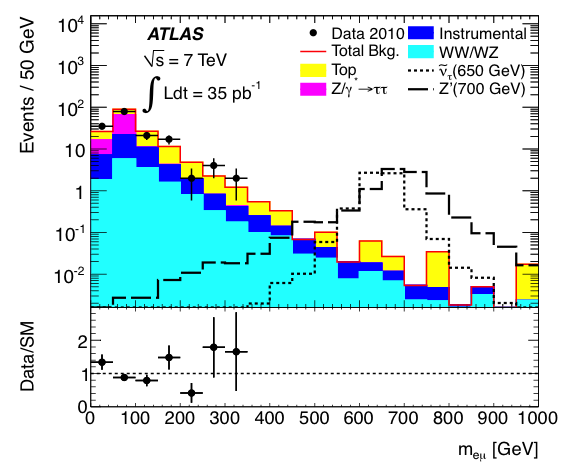 ATLAS
√s = 7 TeV
∫ Ldt = 35 pb⁻¹
Data 2010
Total Bkg.
Top
Z/γ →ττ
Instrumental
WW/WZ
ν̃τ(650 GeV)
Z'(700 GeV)
Events / 50 GeV
10⁵
10⁴
10³
10²
10
1
10⁻¹
10⁻²
Data/SM
2
1
0
0 100 200 300 400 500 600 700 800 900 1000
meμ [GeV]